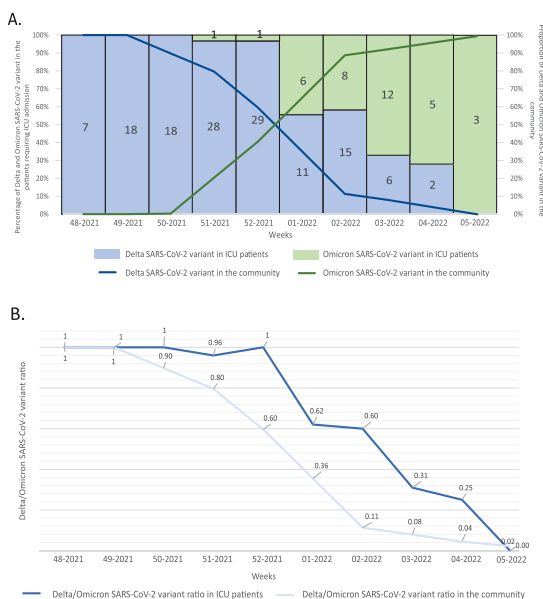 A.
Percentage of Delta and Omicron SARS-CoV-2 variant in the
patients requiring ICU admission
100%
90%
80%
70%
60%
50%
40%
30%
20%
10%
0%
1
1
6
8
12
5
3
7
18
18
28
29
11
15
6
2
100%
90%
80%
70%
60%
50%
40%
30%
20%
10%
0%
Proportion of Delta and Omicron SARS-CoV-2 variant in the
community
48-2021 49-2021 50-2021 51-2021 52-2021 01-2022 02-2022 03-2022 04-2022 05-2022
Weeks
Delta SARS-CoV-2 variant in ICU patients Omicron SARS-CoV-2 variant in ICU patients
Delta SARS-CoV-2 variant in the community Omicron SARS-CoV-2 variant in the community
B.
Delta/Omicron SARS-CoV-2 variant ratio
1 1 1 0.96 1
1 1 0.90
0.80
0.60
0.62 0.60
0.36
0.31
0.25
0.11 0.08 0.04 0.02 0.00
48-2021 49-2021 50-2021 51-2021 52-2021 01-2022 02-2022 03-2022 04-2022 05-2022
Weeks
Delta/Omicron SARS-CoV-2 variant ratio in ICU patients Delta/Omicron SARS-CoV-2 variant ratio in the community